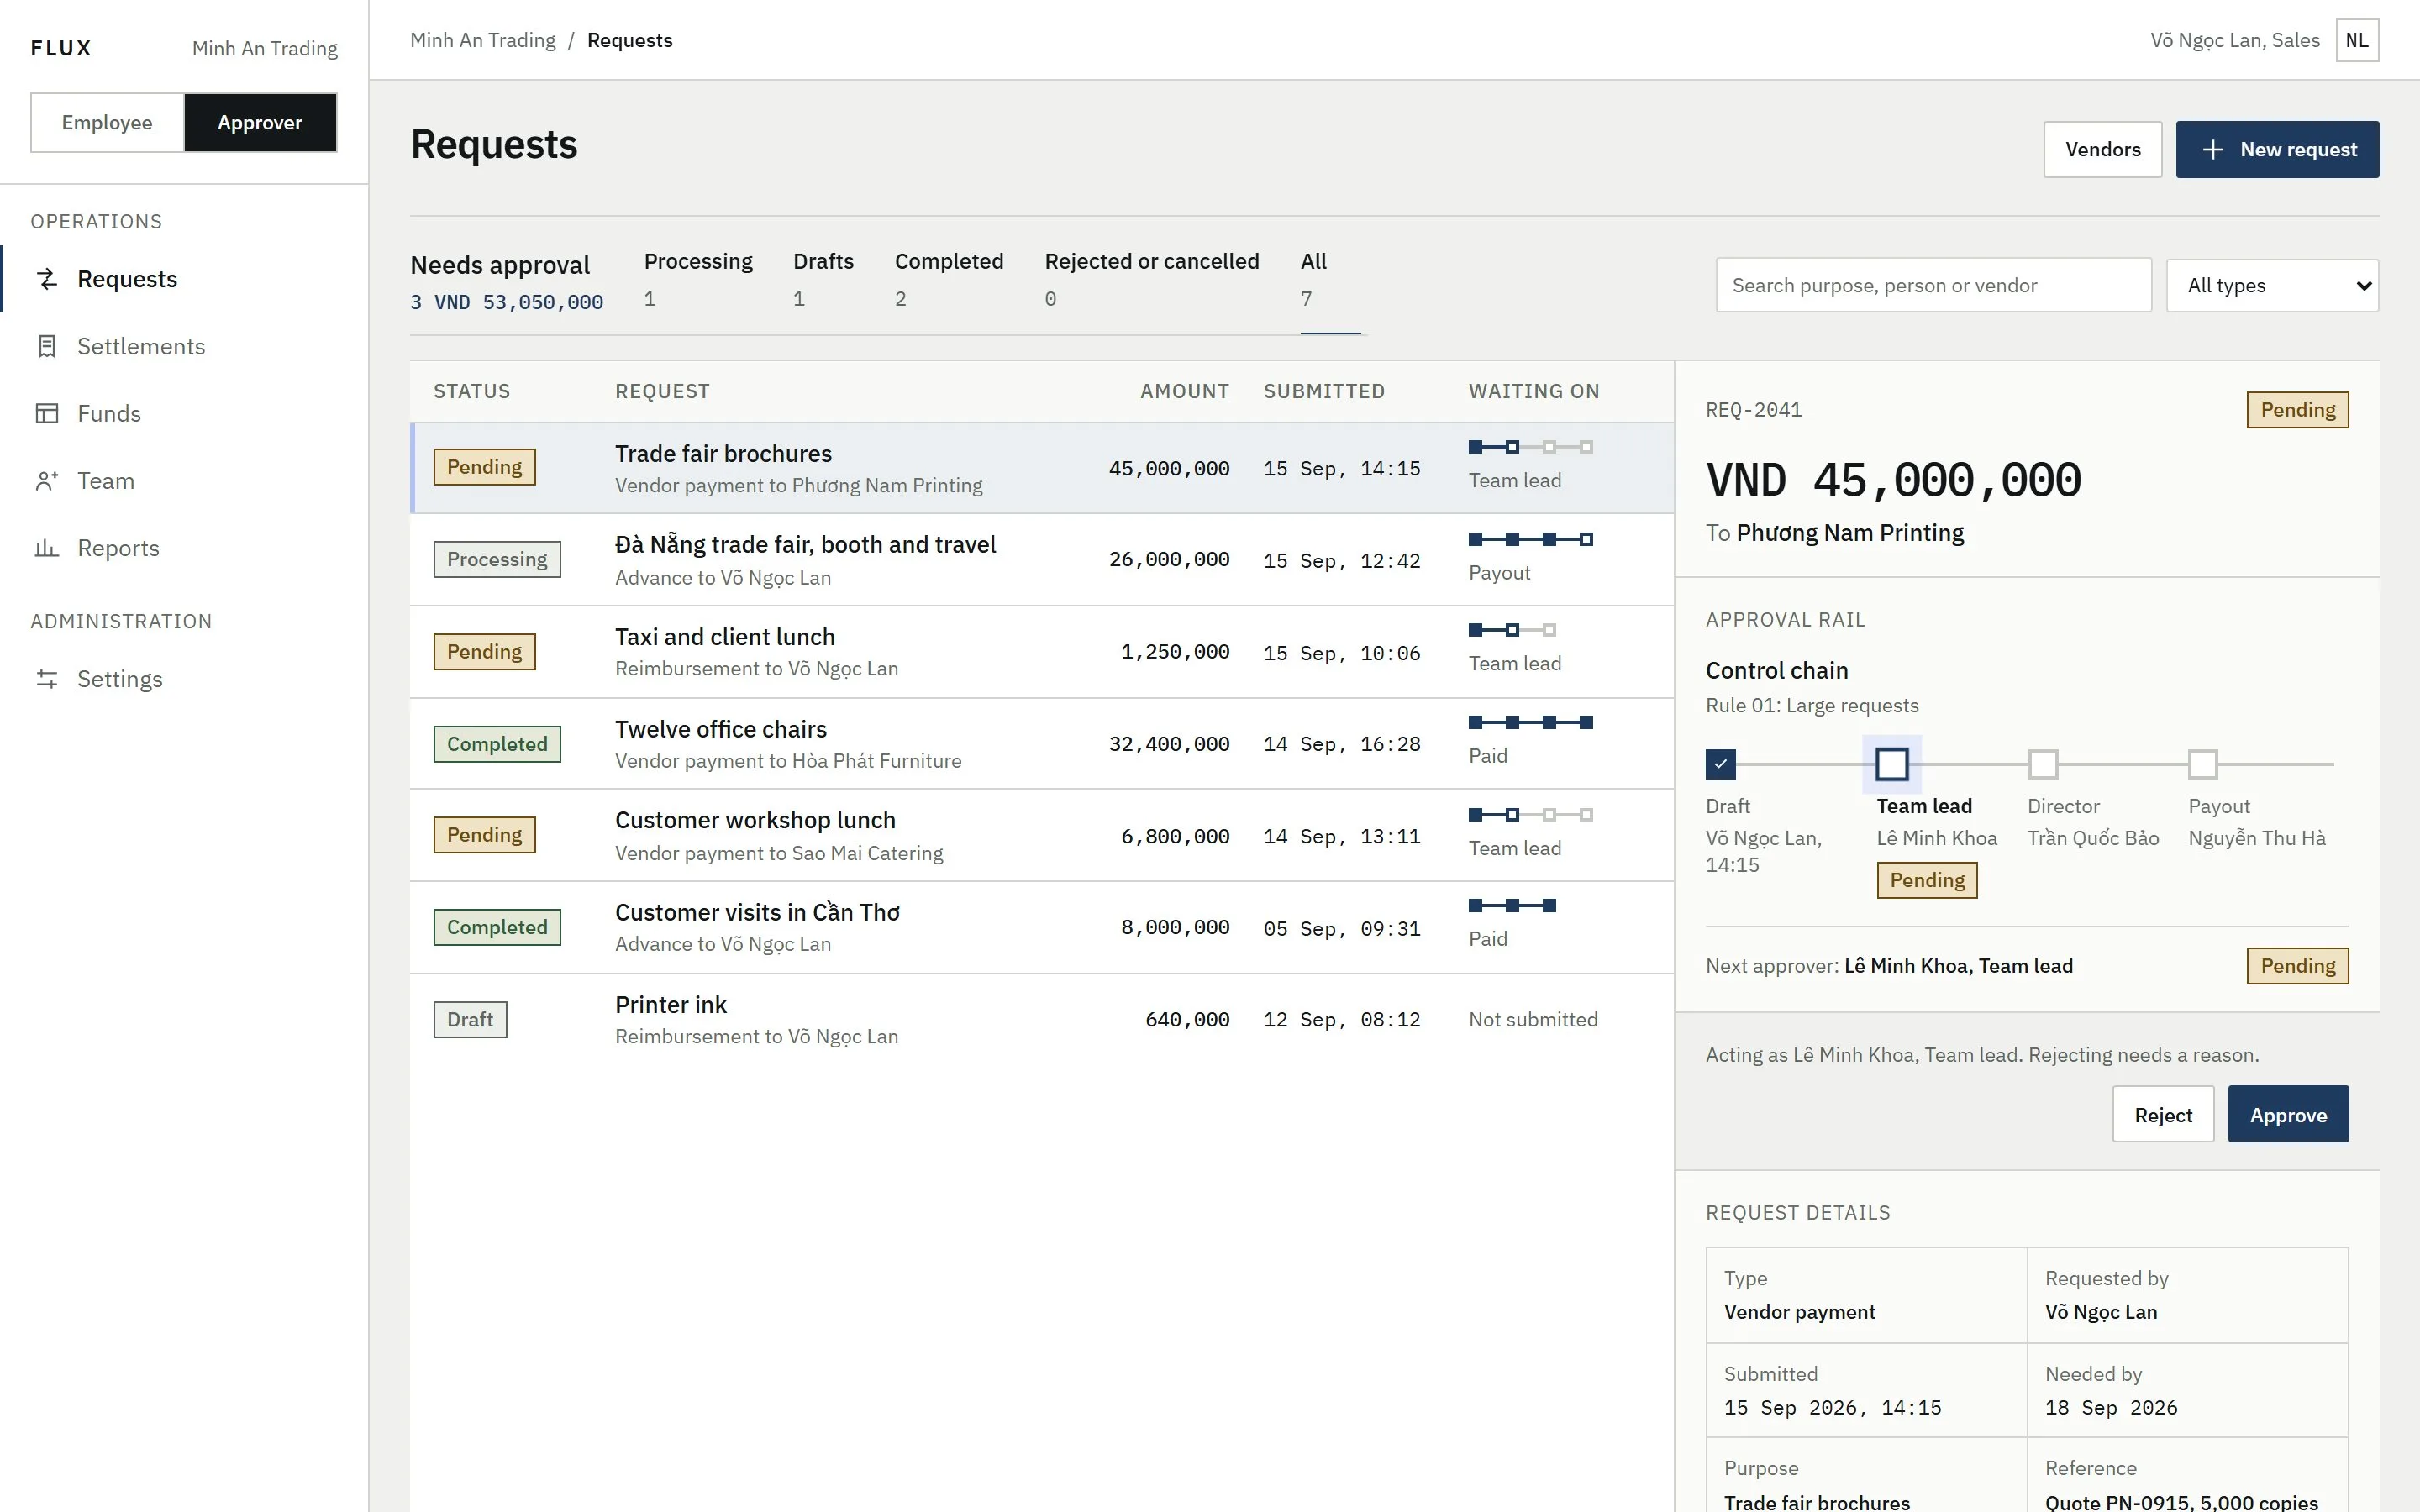 FLUX
Minh An Trading
Employee
Approver
OPERATIONS
Requests
Settlements
Funds
Team
Reports
ADMINISTRATION
Settings
Minh An Trading / Requests
Võ Ngọc Lan, Sales
NL
Requests
Vendors
New request
Needs approval
3 VND 53,050,000
Processing
1
Drafts
1
Completed
2
Rejected or cancelled
0
All
7
Search purpose, person or vendor
All types
STATUS REQUEST AMOUNT SUBMITTED WAITING ON
Pending
Trade fair brochures
Vendor payment to Phương Nam Printing
45,000,000
15 Sep, 14:15
Team lead
Processing
Đà Nẵng trade fair, booth and travel
Advance to Võ Ngọc Lan
26,000,000
15 Sep, 12:42
Payout
Pending
Taxi and client lunch
Reimbursement to Võ Ngọc Lan
1,250,000
15 Sep, 10:06
Team lead
Completed
Twelve office chairs
Vendor payment to Hòa Phát Furniture
32,400,000
14 Sep, 16:28
Paid
Pending
Customer workshop lunch
Vendor payment to Sao Mai Catering
6,800,000
14 Sep, 13:11
Team lead
Completed
Customer visits in Cần Thơ
Advance to Võ Ngọc Lan
8,000,000
05 Sep, 09:31
Paid
Draft
Printer ink
Reimbursement to Võ Ngọc Lan
640,000
12 Sep, 08:12
Not submitted
REQ-2041
Pending
VND 45,000,000
To Phương Nam Printing
APPROVAL RAIL
Control chain
Rule 01: Large requests
Draft
Võ Ngọc Lan,
14:15
Team lead
Lê Minh Khoa
Pending
Director
Trần Quốc Bảo
Payout
Nguyễn Thu Hà
Next approver: Lê Minh Khoa, Team lead
Pending
Acting as Lê Minh Khoa, Team lead. Rejecting needs a reason.
Reject
Approve
REQUEST DETAILS
Type
Vendor payment
Requested by
Võ Ngọc Lan
Submitted
15 Sep 2026, 14:15
Needed by
18 Sep 2026
Purpose
Trade fair brochures
Reference
Quote PN-0915, 5,000 copies